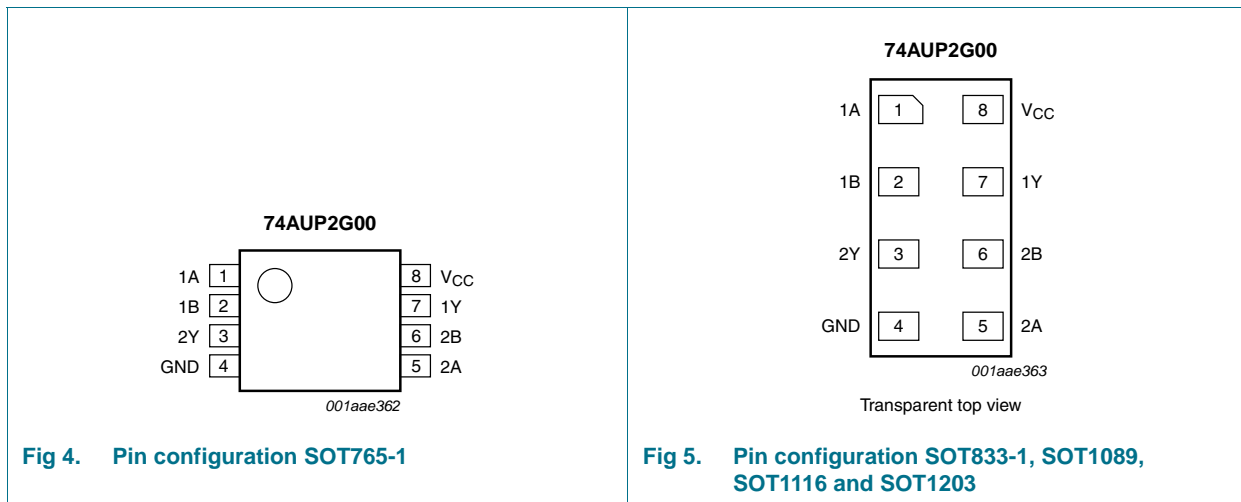 74AUP2G00
1A 1 8 VCC
1B 2 7 1Y
2Y 3 6 2B
GND 4 5 2A
001aae362
Fig 4. Pin configuration SOT765-1
74AUP2G00
1A 1 8 VCC
1B 2 7 1Y
2Y 3 6 2B
GND 4 5 2A
001aae363
Transparent top view
Fig 5. Pin configuration SOT833-1, SOT1089,
SOT1116 and SOT1203